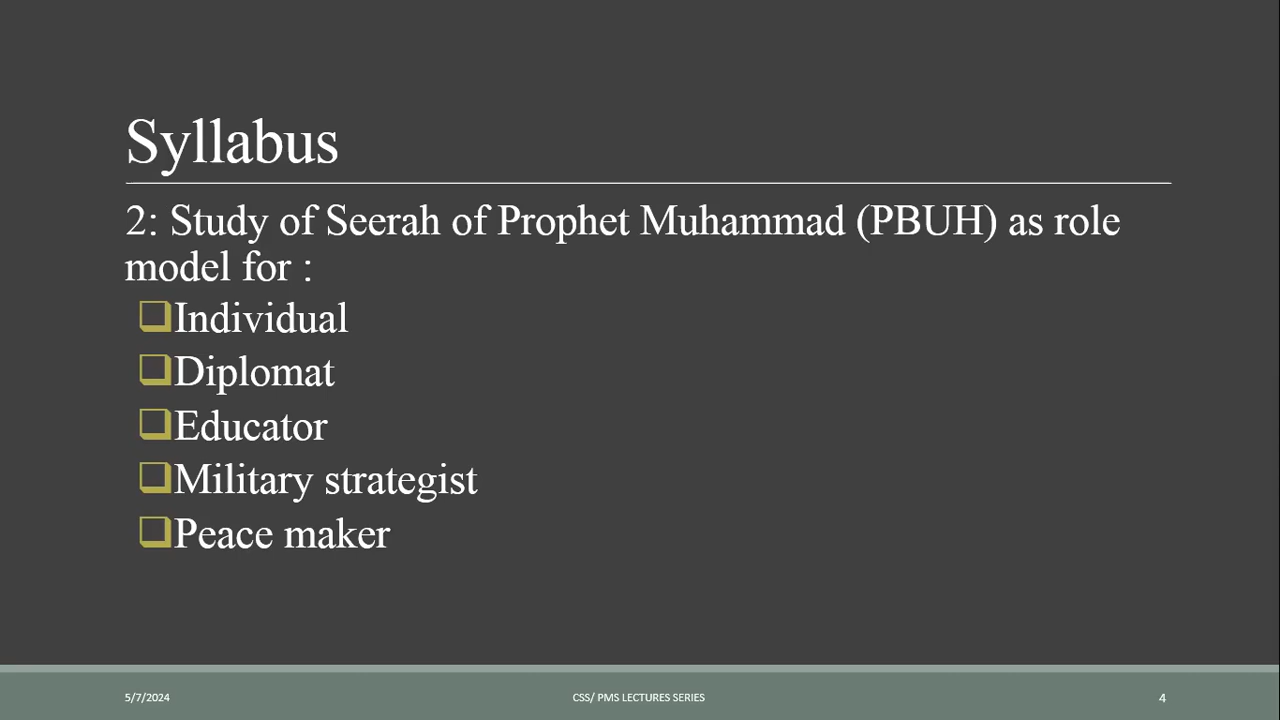 Syllabus
2: Study of Seerah of Prophet Muhammad (PBUH) as role
model for :
Individual
Diplomat
Educator
Military strategist
Peace maker
5/7/2024
CSS/ PMS LECTURES SERIES
4